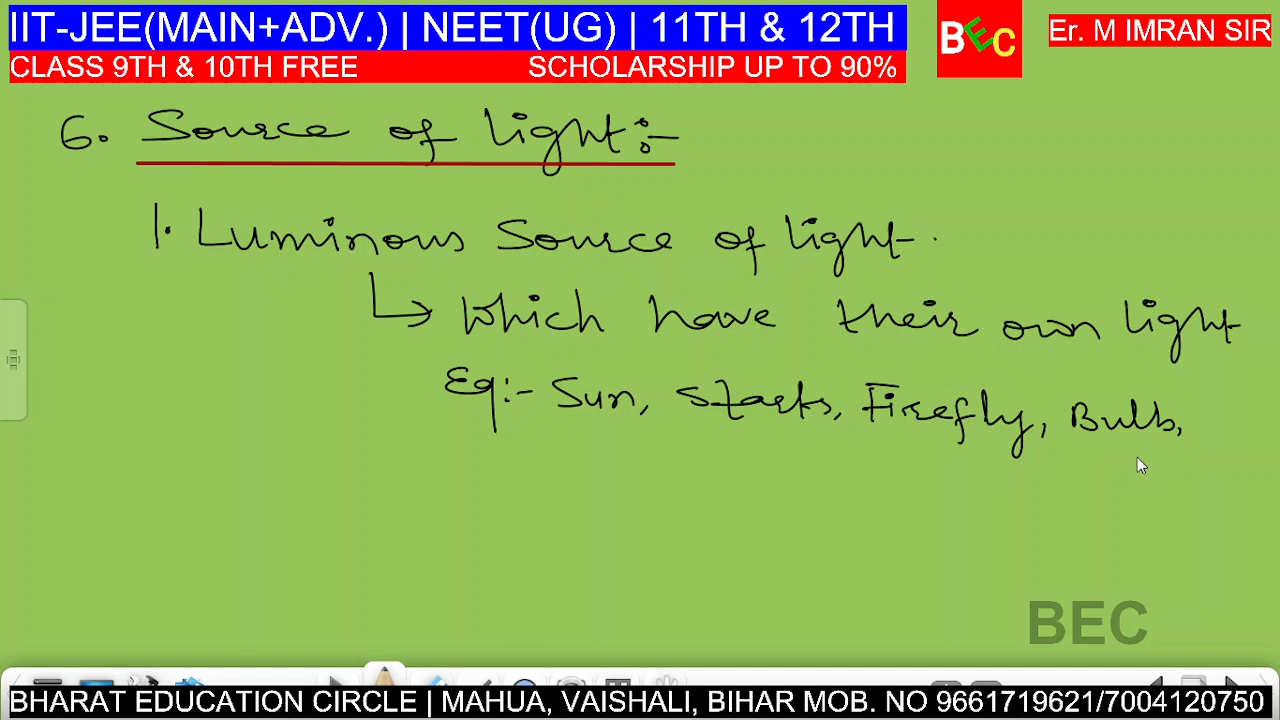 IIT-JEE(MAIN+ADV.) | NEET(UG) | 11TH & 12TH
BEC
Er. M IMRAN SIR
CLASS 9TH & 10TH FREE SCHOLARSHIP UP TO 90%
6. Source of light:-
1. Luminous Source of light.
↳ Which have their own light
Eg:- Sun, Stars, Firefly, Bulb,
BEC
BHARAT EDUCATION CIRCLE | MAHUA, VAISHALI, BIHAR MOB. NO 9661719621/7004120750